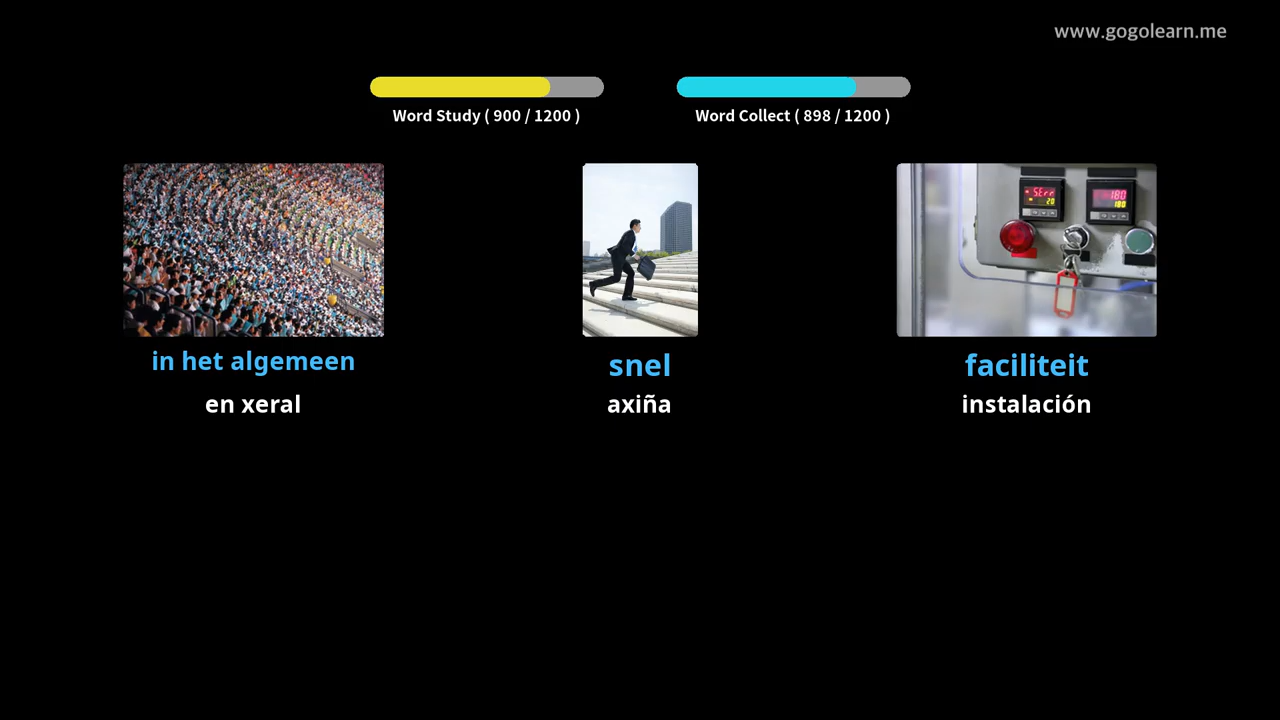 www.gogolearn.me
Word Study ( 900 / 1200 )
Word Collect ( 898 / 1200 )
in het algemeen
snel
faciliteit
en xeral
axiña
instalación